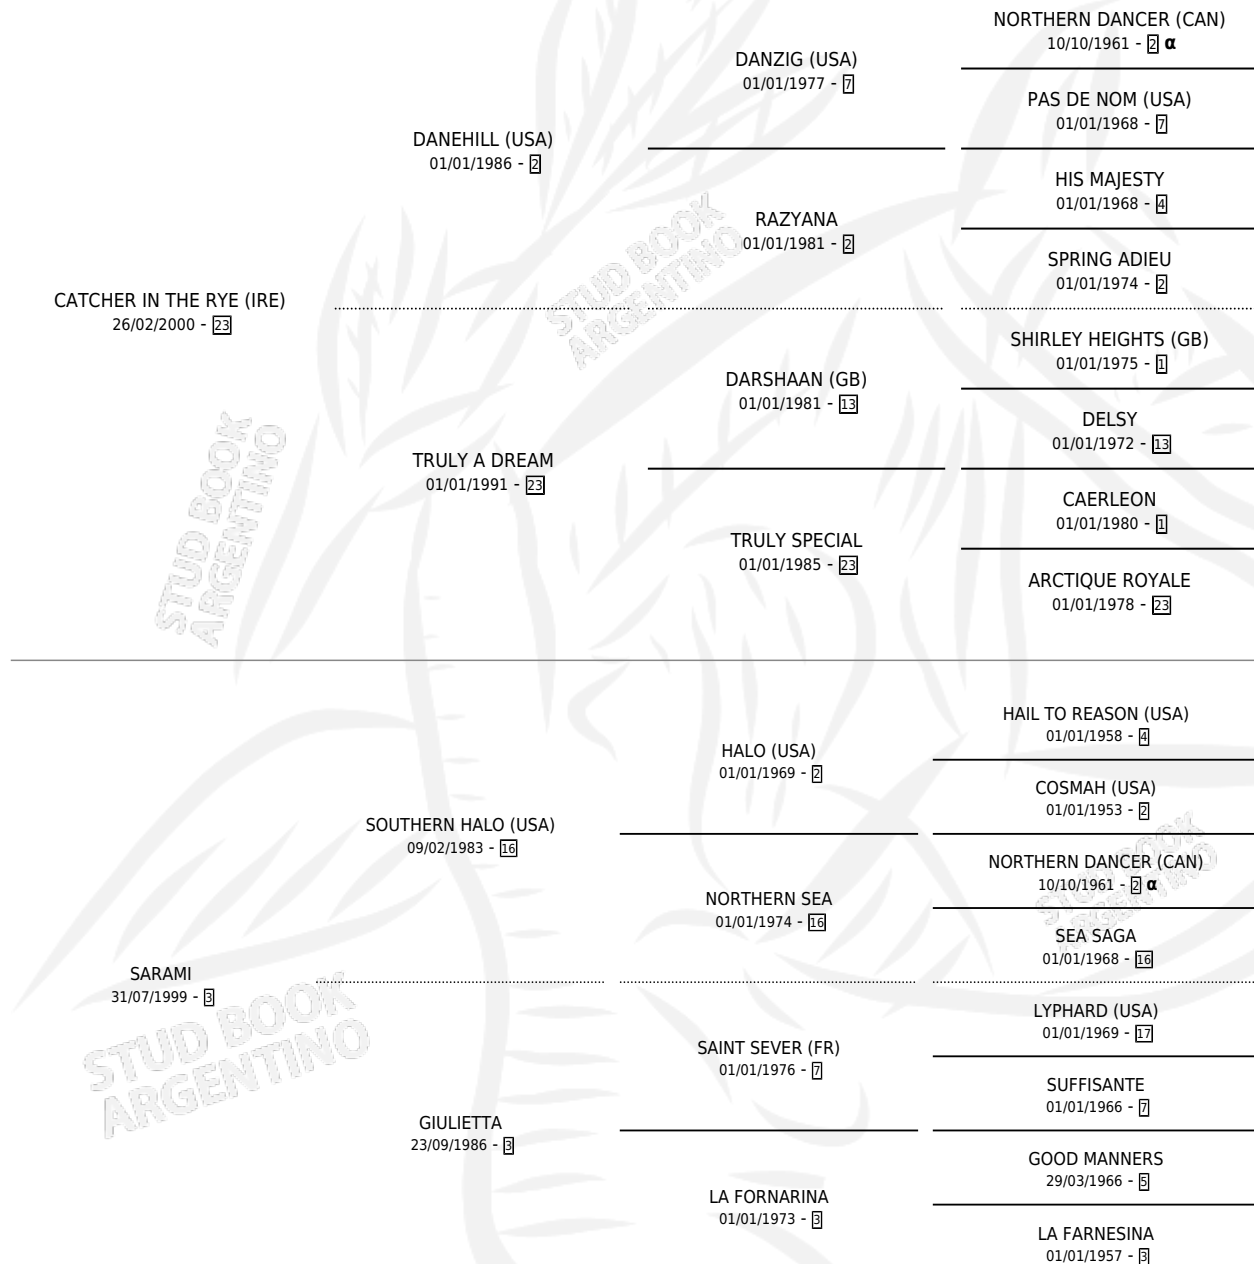 NORTHERN DANCER (CAN)
10/10/1961 - 2 α
DANZIG (USA)
01/01/1977 - 7
PAS DE NOM (USA)
01/01/1968 - 7
DANEHILL (USA)
01/01/1986 - 2
HIS MAJESTY
01/01/1968 - 4
RAZYANA
01/01/1981 - 2
SPRING ADIEU
01/01/1974 - 2
CATCHER IN THE RYE (IRE)
26/02/2000 - 23
SHIRLEY HEIGHTS (GB)
01/01/1975 - 1
DARSHAAN (GB)
01/01/1981 - 13
DELSY
01/01/1972 - 13
TRULY A DREAM
01/01/1991 - 23
CAERLEON
01/01/1980 - 1
TRULY SPECIAL
01/01/1985 - 23
ARCTIQUE ROYALE
01/01/1978 - 23
STUD BOOK
ARGENTINO
STUD BOOK
ARGENTINO
HAIL TO REASON (USA)
01/01/1958 - 4
HALO (USA)
01/01/1969 - 2
COSMAH (USA)
01/01/1953 - 2
SOUTHERN HALO (USA)
09/02/1983 - 16
NORTHERN DANCER (CAN)
10/10/1961 - 2 α
NORTHERN SEA
01/01/1974 - 16
SEA SAGA
01/01/1968 - 16
SARAMI
31/07/1999 - 3
LYPHARD (USA)
01/01/1969 - 17
SAINT SEVER (FR)
01/01/1976 - 7
SUFFISANTE
01/01/1966 - 7
GIULIETTA
23/09/1986 - 3
GOOD MANNERS
29/03/1966 - 5
LA FORNARINA
01/01/1973 - 3
LA FARNESINA
01/01/1957 - 3
STUD BOOK
ARGENTINO
STUD BOOK
ARGENTINO